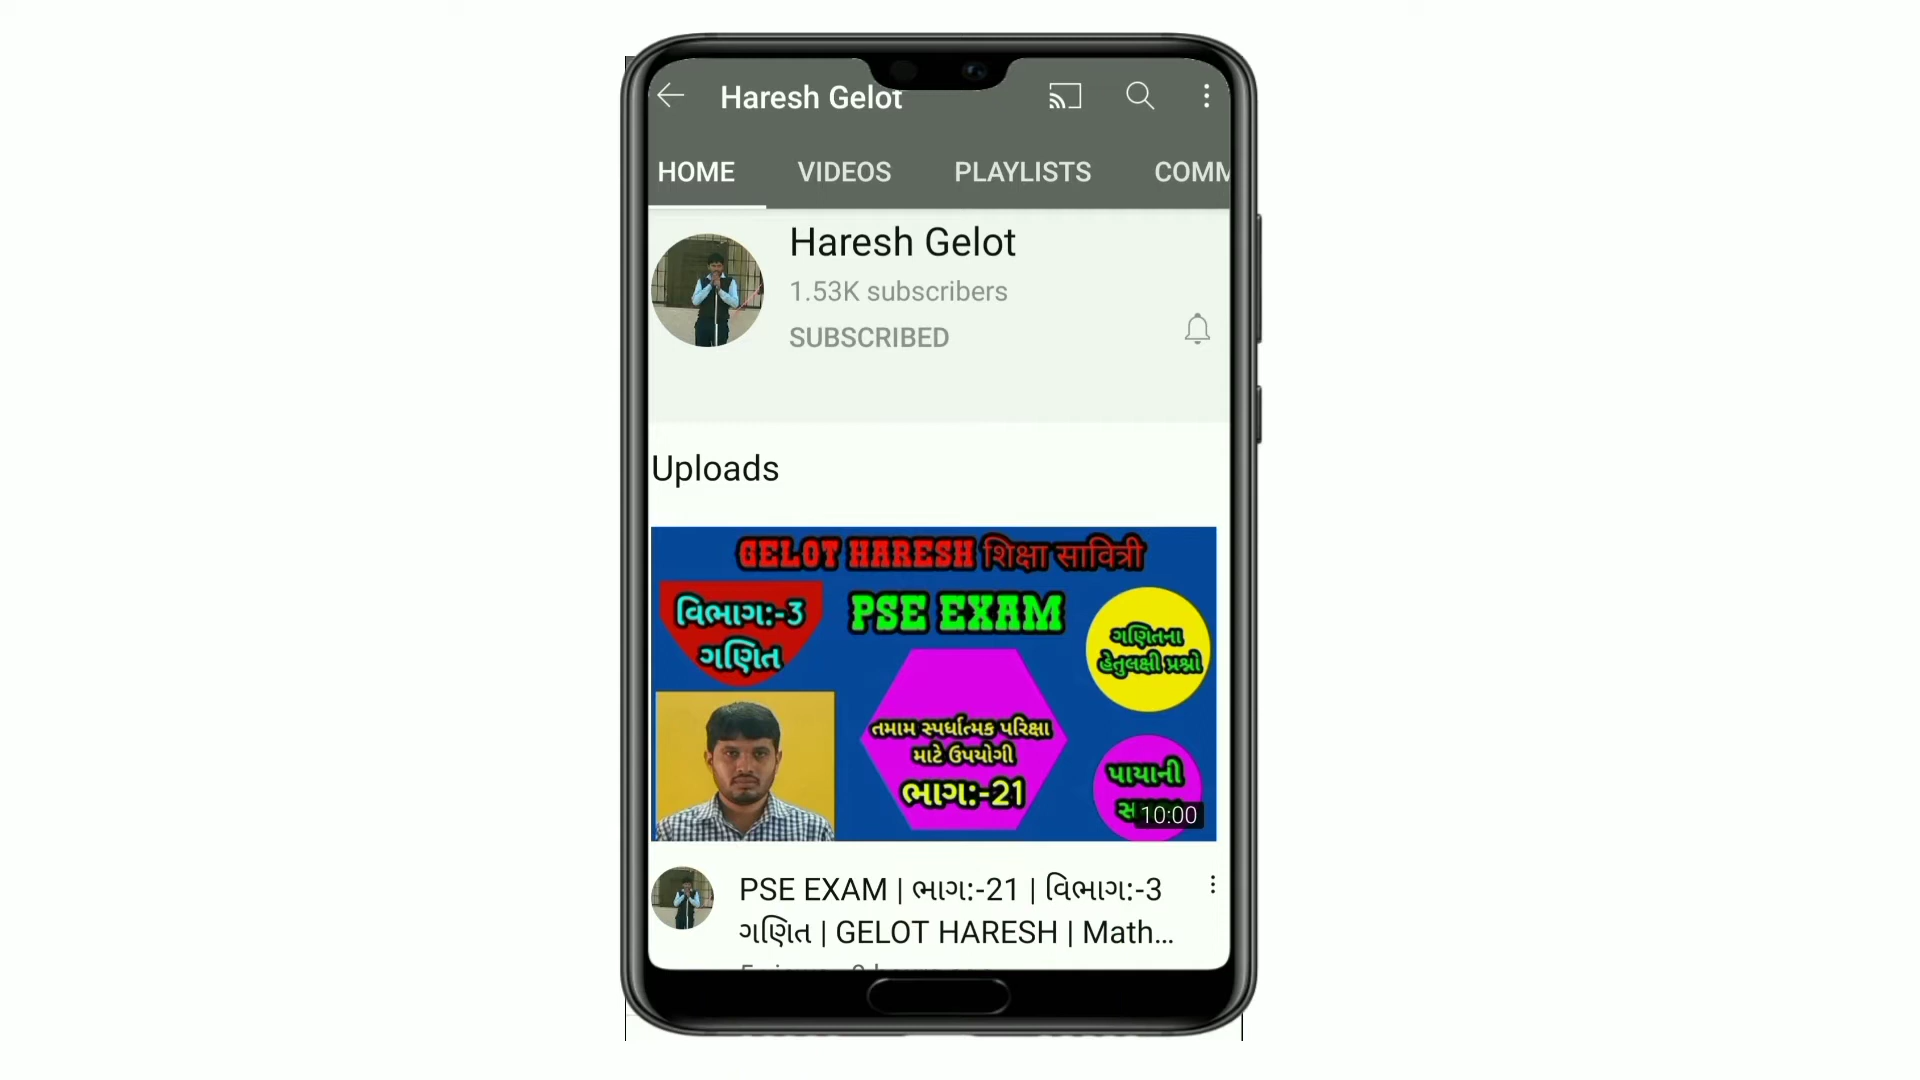 Haresh Gelot
HOME VIDEOS PLAYLISTS COMM
Haresh Gelot
1.53K subscribers
SUBSCRIBED
Uploads
GELOT HARESH શિક્ષા સાવિત્રી
વિભાગ:-3
ગણિત
PSE EXAM
ગણિતના
હેતુલક્ષી પ્રશ્નો
તમામ સ્પર્ધાત્મક પરિક્ષા
માટે ઉપયોગી
ભાગ:-21
પાયાની
10:00
PSE EXAM | ભાગ:-21 | વિભાગ:-3
ગણિત | GELOT HARESH | Math...